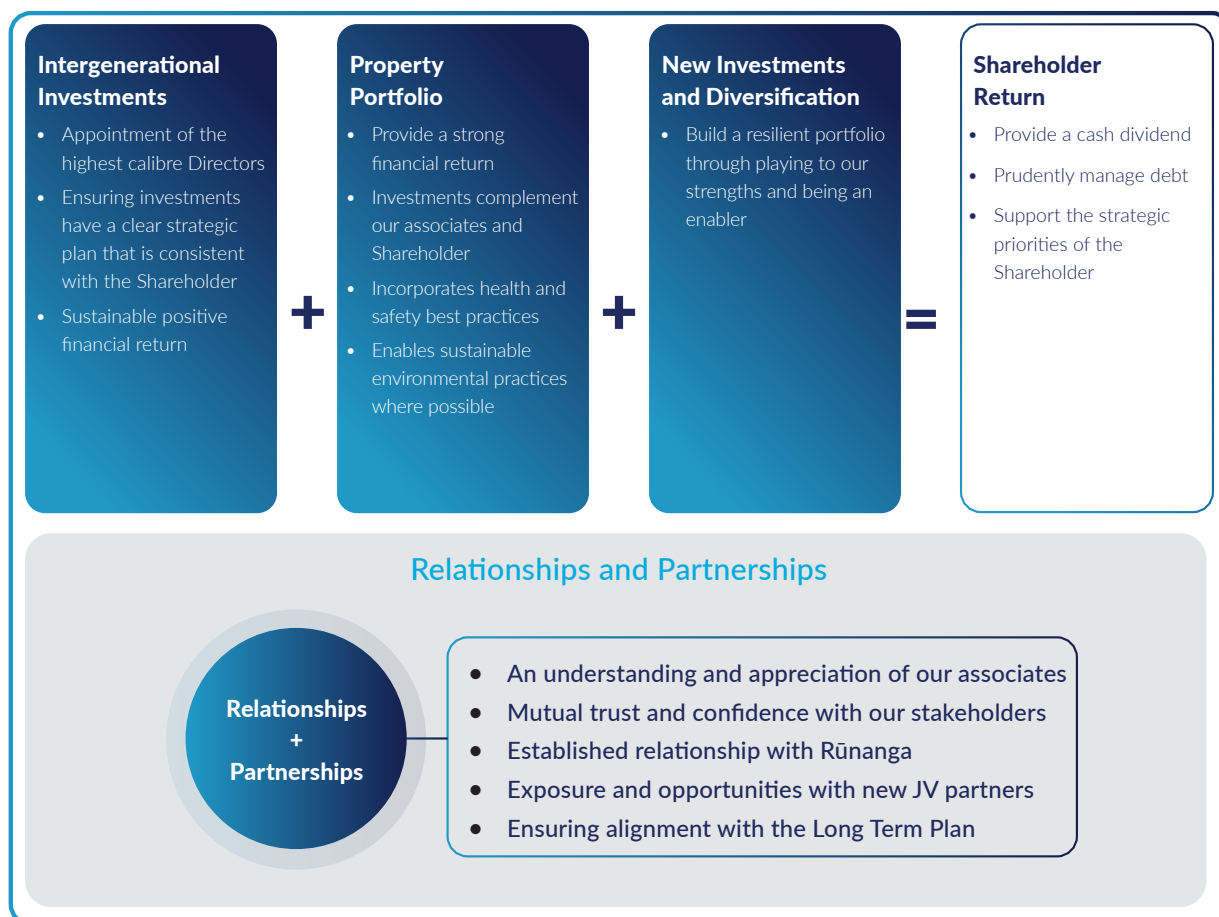 Intergenerational
Investments
• Appointment of the
highest calibre Directors
• Ensuring investments
have a clear strategic
plan that is consistent
with the Shareholder
• Sustainable positive
financial return
+
Property
Portfolio
• Provide a strong
financial return
• Investments complement
our associates and
Shareholder
• Incorporates health and
safety best practices
• Enables sustainable
environmental practices
where possible
+
New Investments
and Diversification
• Build a resilient portfolio
through playing to our
strengths and being an
enabler
=
Shareholder
Return
• Provide a cash dividend
• Prudently manage debt
• Support the strategic
priorities of the
Shareholder
Relationships and Partnerships
Relationships
+
Partnerships
• An understanding and appreciation of our associates
• Mutual trust and confidence with our stakeholders
• Established relationship with Rūnanga
• Exposure and opportunities with new JV partners
• Ensuring alignment with the Long Term Plan